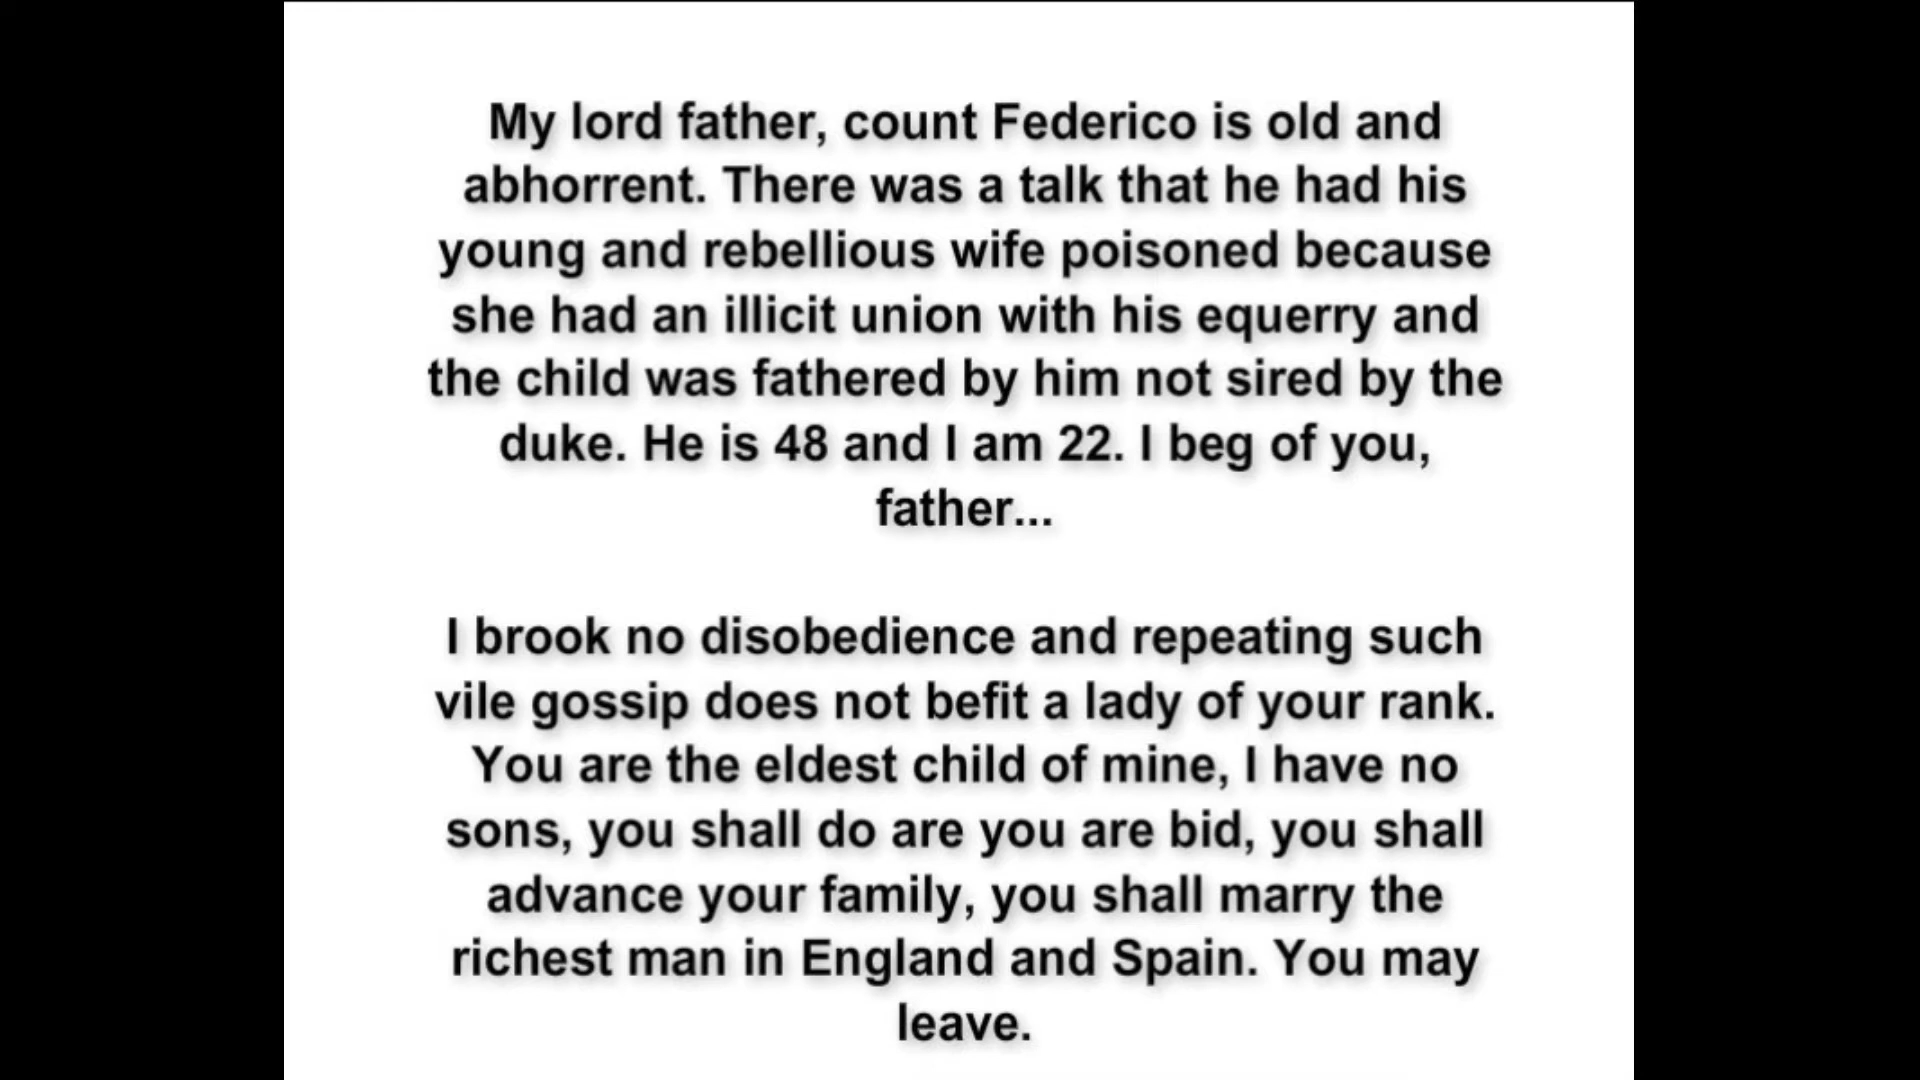 My lord father, count Federico is old and
abhorrent. There was a talk that he had his
young and rebellious wife poisoned because
she had an illicit union with his equerry and
the child was fathered by him not sired by the
duke. He is 48 and I am 22. I beg of you,
father...
I brook no disobedience and repeating such
vile gossip does not befit a lady of your rank.
You are the eldest child of mine, I have no
sons, you shall do are you are bid, you shall
advance your family, you shall marry the
richest man in England and Spain. You may
leave.